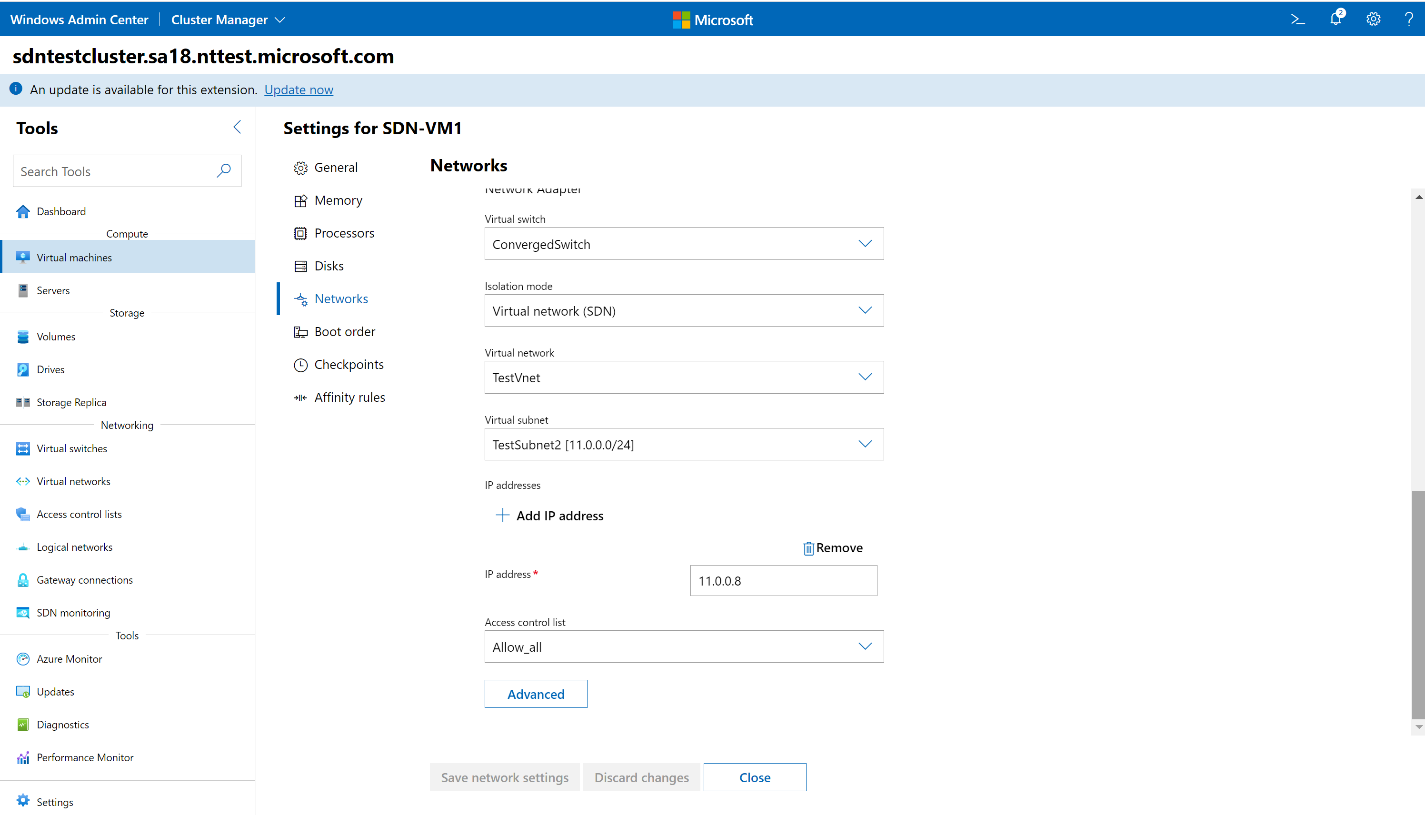 Windows Admin Center
Cluster Manager
Microsoft
2
sdntestcluster.sa18.nttest.microsoft.com
An update is available for this extension. Update now
Tools
Search Tools
Dashboard
Compute
Virtual machines
Servers
Storage
Volumes
Drives
Storage Replica
Networking
Virtual switches
Virtual networks
Access control lists
Logical networks
Gateway connections
SDN monitoring
Tools
Azure Monitor
Updates
Diagnostics
Performance Monitor
Settings
Settings for SDN-VM1
General
Memory
Processors
Disks
Networks
Boot order
Checkpoints
Affinity rules
Networks
Network Adapter
Virtual switch
ConvergedSwitch
Isolation mode
Virtual network (SDN)
Virtual network
TestVnet
Virtual subnet
TestSubnet2 [11.0.0.0/24]
IP addresses
Add IP address
Remove
IP address *
11.0.0.8
Access control list
Allow_all
Advanced
Save network settings
Discard changes
Close